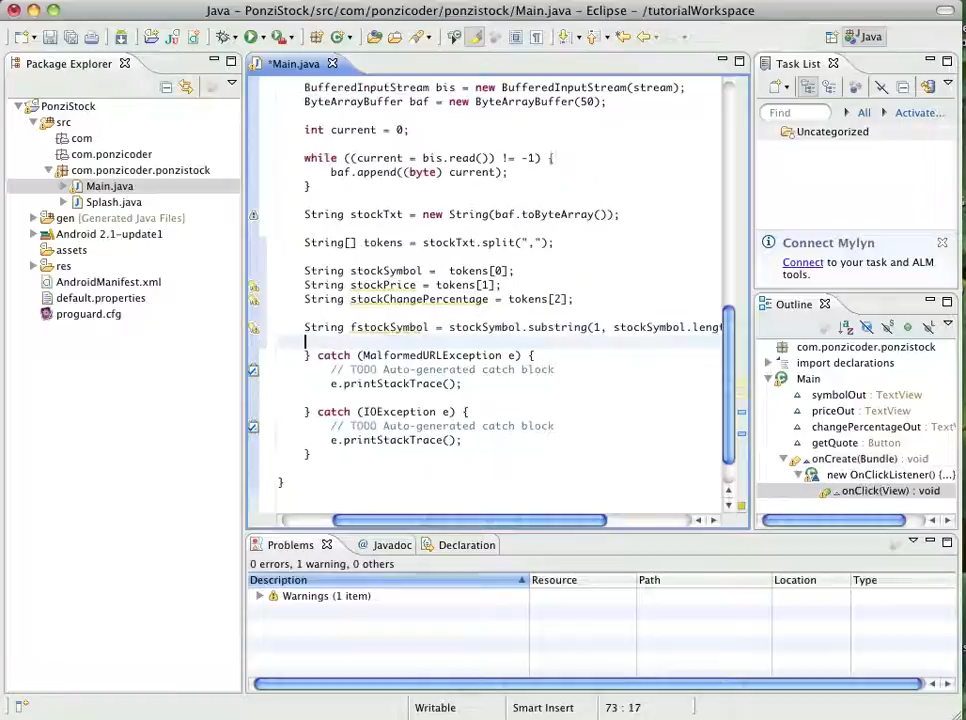 Java - PonziStock/src/com/ponzicoder/ponzistock/Main.java - Eclipse - /tutorialWorkspace
Java
Package Explorer
PonziStock
src
com
com.ponzicoder
com.ponzicoder.ponzistock
Main.java
Splash.java
gen [Generated Java Files]
Android 2.1-update1
assets
res
AndroidManifest.xml
default.properties
proguard.cfg
*Main.java
BufferedInputStream bis = new BufferedInputStream(stream);
ByteArrayBuffer baf = new ByteArrayBuffer(50);
int current = 0;
while ((current = bis.read()) != -1) {
baf.append((byte) current);
}
String stockTxt = new String(baf.toByteArray());
String[] tokens = stockTxt.split(",");
String stockSymbol =  tokens[0];
String stockPrice = tokens[1];
String stockChangePercentage = tokens[2];
String fstockSymbol = stockSymbol.substring(1, stockSymbol.leng
} catch (MalformedURLException e) {
// TODO Auto-generated catch block
e.printStackTrace();
} catch (IOException e) {
// TODO Auto-generated catch block
e.printStackTrace();
}
}
Task List
Find
All
Activate...
Uncategorized
Connect Mylyn
Connect to your task and ALM
tools.
Outline
com.ponzicoder.ponzistock
import declarations
Main
symbolOut : TextView
priceOut : TextView
changePercentageOut : Text
getQuote : Button
onCreate(Bundle) : void
new OnClickListener() {...}
onClick(View) : void
Problems
@ Javadoc
Declaration
0 errors, 1 warning, 0 others
Description
Resource
Path
Location
Type
Warnings (1 item)
Writable
Smart Insert
73 : 17